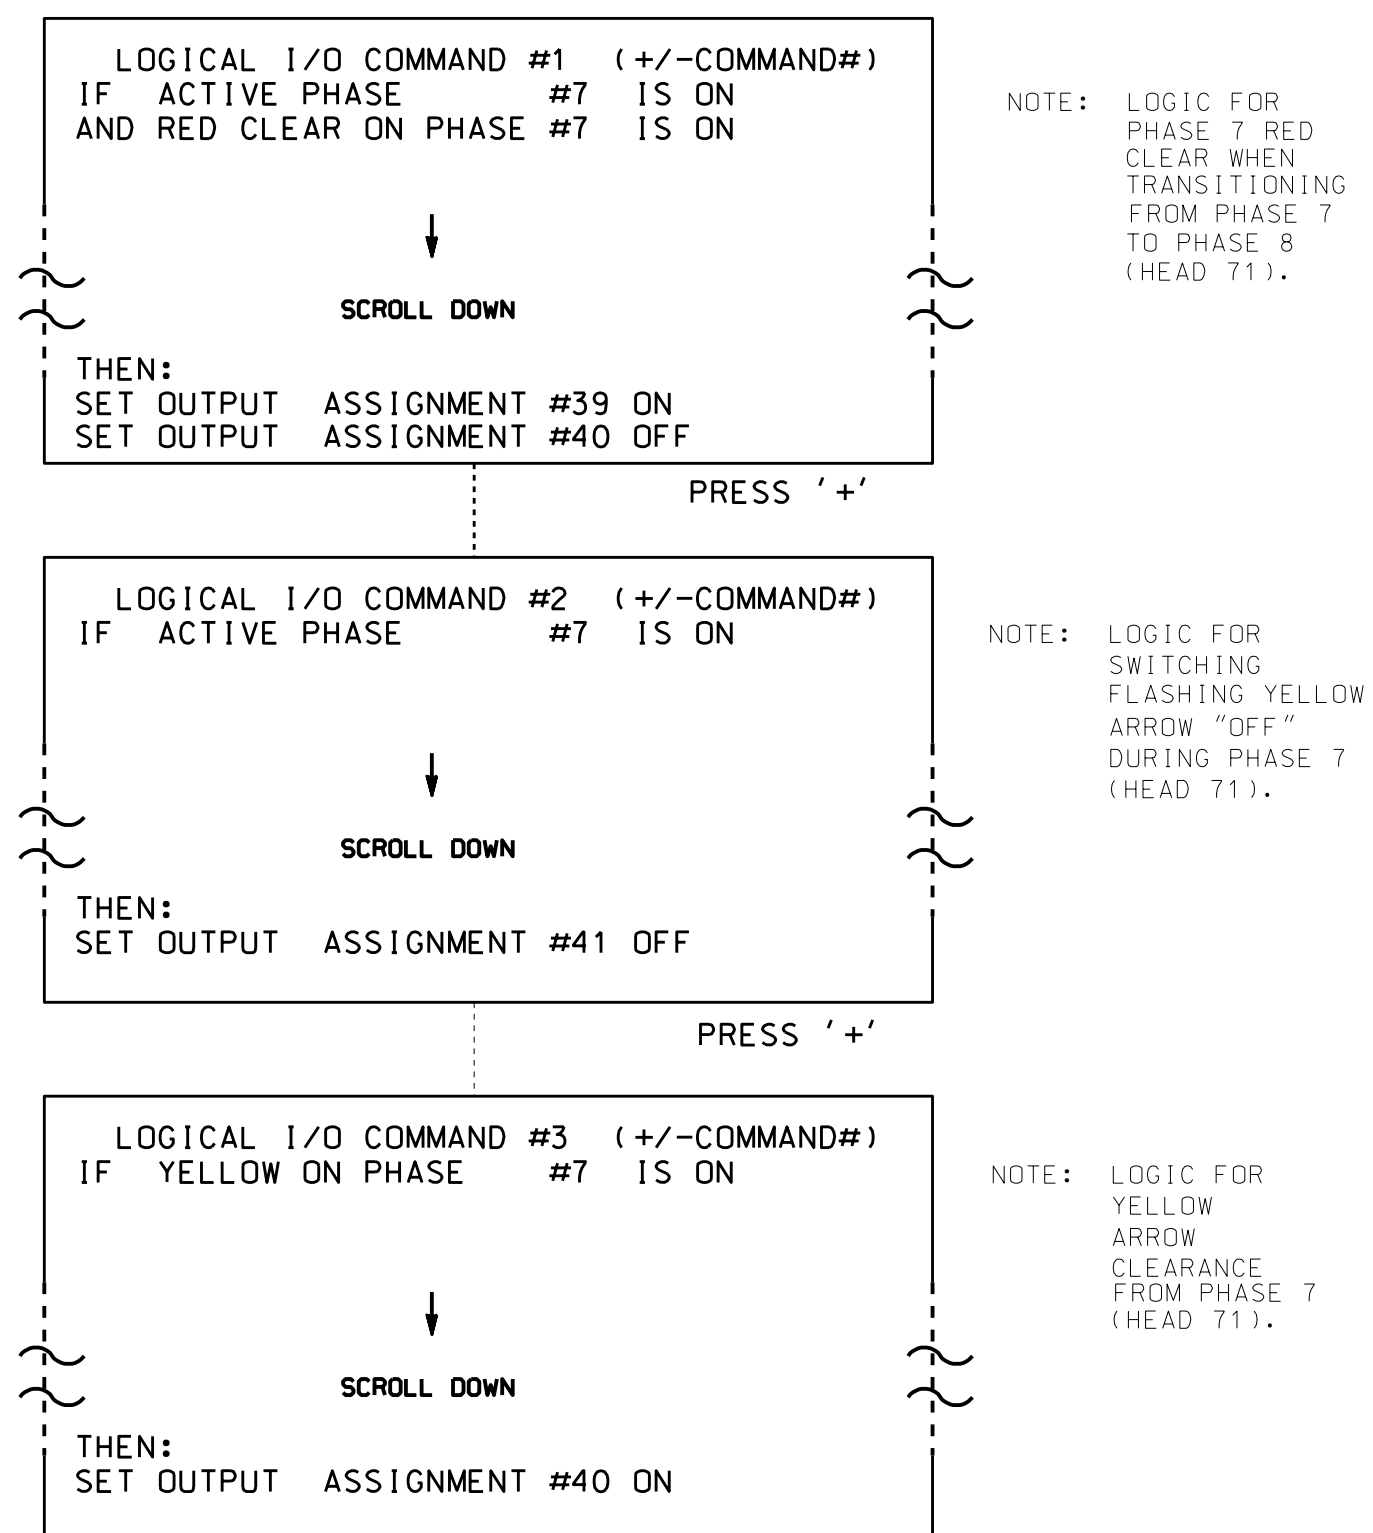 LOGICAL I/O COMMAND #1 (+/-COMMAND#)
IF ACTIVE PHASE #7 IS ON
AND RED CLEAR ON PHASE #7 IS ON
SCROLL DOWN
THEN:
SET OUTPUT ASSIGNMENT #39 ON
SET OUTPUT ASSIGNMENT #40 OFF
NOTE: LOGIC FOR
PHASE 7 RED
CLEAR WHEN
TRANSITIONING
FROM PHASE 7
TO PHASE 8
(HEAD 71).
PRESS '+'
LOGICAL I/O COMMAND #2 (+/-COMMAND#)
IF ACTIVE PHASE #7 IS ON
SCROLL DOWN
THEN:
SET OUTPUT ASSIGNMENT #41 OFF
NOTE: LOGIC FOR
SWITCHING
FLASHING YELLOW
ARROW "OFF"
DURING PHASE 7
(HEAD 71).
PRESS '+'
LOGICAL I/O COMMAND #3 (+/-COMMAND#)
IF YELLOW ON PHASE #7 IS ON
SCROLL DOWN
THEN:
SET OUTPUT ASSIGNMENT #40 ON
NOTE: LOGIC FOR
YELLOW
ARROW
CLEARANCE
FROM PHASE 7
(HEAD 71).